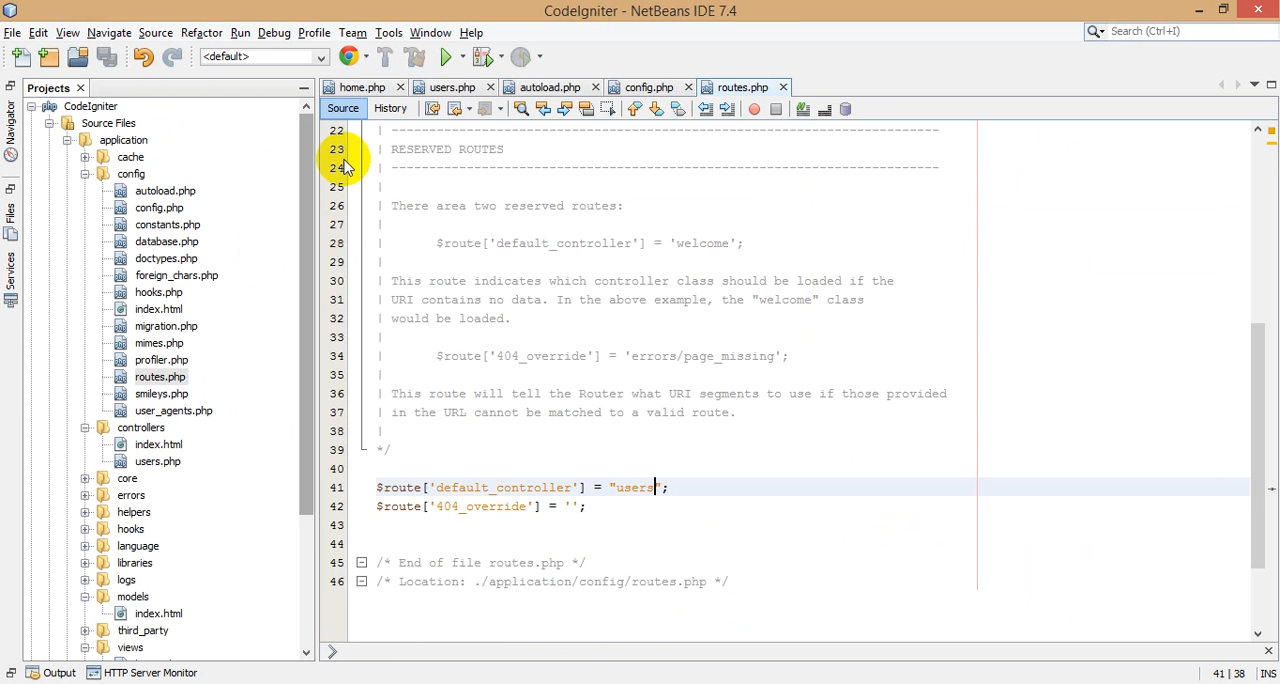 CodeIgniter - NetBeans IDE 7.4
File Edit View Navigate Source Refactor Run Debug Profile Team Tools Window Help
Search (Ctrl+I)
<default>
Projects
home.php users.php autoload.php config.php routes.php
Source History
Navigator
Files
Services
CodeIgniter
Source Files
application
cache
config
autoload.php
config.php
constants.php
database.php
doctypes.php
foreign_chars.php
hooks.php
index.html
migration.php
mimes.php
profiler.php
routes.php
smileys.php
user_agents.php
controllers
index.html
users.php
core
errors
helpers
hooks
language
libraries
logs
models
index.html
third_party
views
22 | -------------------------------------------------------------------------
23 | RESERVED ROUTES
24 | -------------------------------------------------------------------------
25 |
26 | There area two reserved routes:
27 |
28 | $route['default_controller'] = 'welcome';
29 |
30 | This route indicates which controller class should be loaded if the
31 | URI contains no data. In the above example, the "welcome" class
32 | would be loaded.
33 |
34 | $route['404_override'] = 'errors/page_missing';
35 |
36 | This route will tell the Router what URI segments to use if those provided
37 | in the URL cannot be matched to a valid route.
38 |
39 */
40
41 $route['default_controller'] = "users";
42 $route['404_override'] = '';
43
44
45 /* End of file routes.php */
46 /* Location: ./application/config/routes.php */
Output HTTP Server Monitor
41 | 38 INS